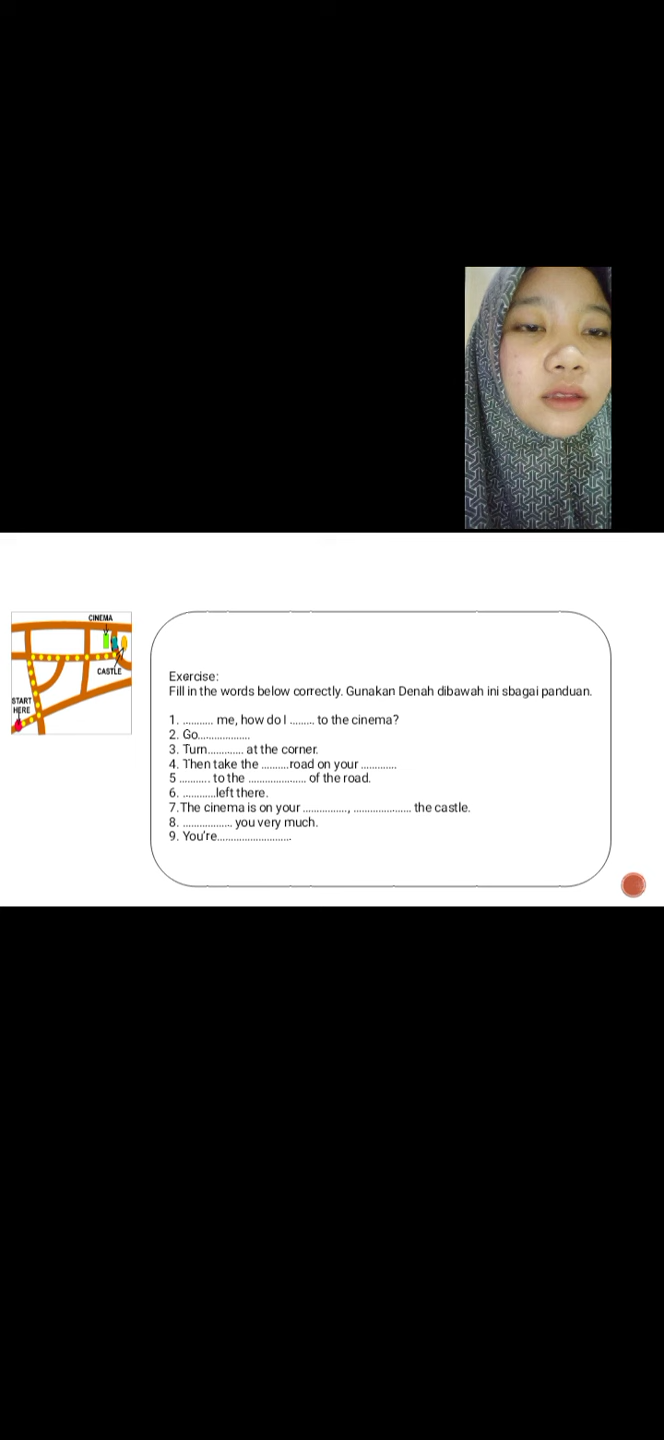 CINEMA
CASTLE
START
HERE
Exercise:
Fill in the words below correctly. Gunakan Denah dibawah ini sbagai panduan.
1. .......... me, how do I ........ to the cinema?
2. Go..................
3. Turn............ at the corner.
4. Then take the .........road on your ............
5 .......... to the .................... of the road.
6. ...........left there.
7.The cinema is on your ..............., .................... the castle.
8. ................. you very much.
9. You're..........................